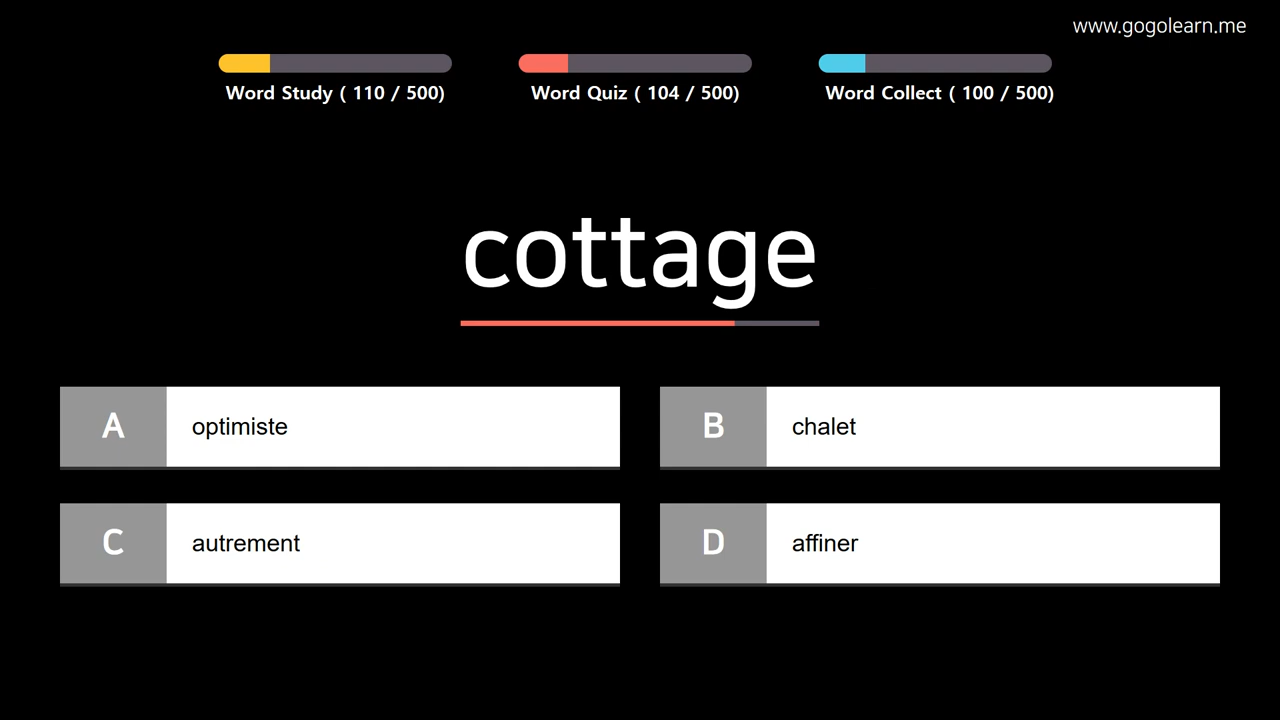 www.gogolearn.me
Word Study ( 110 / 500)
Word Quiz ( 104 / 500)
Word Collect ( 100 / 500)
cottage
A optimiste
B chalet
C autrement
D affiner